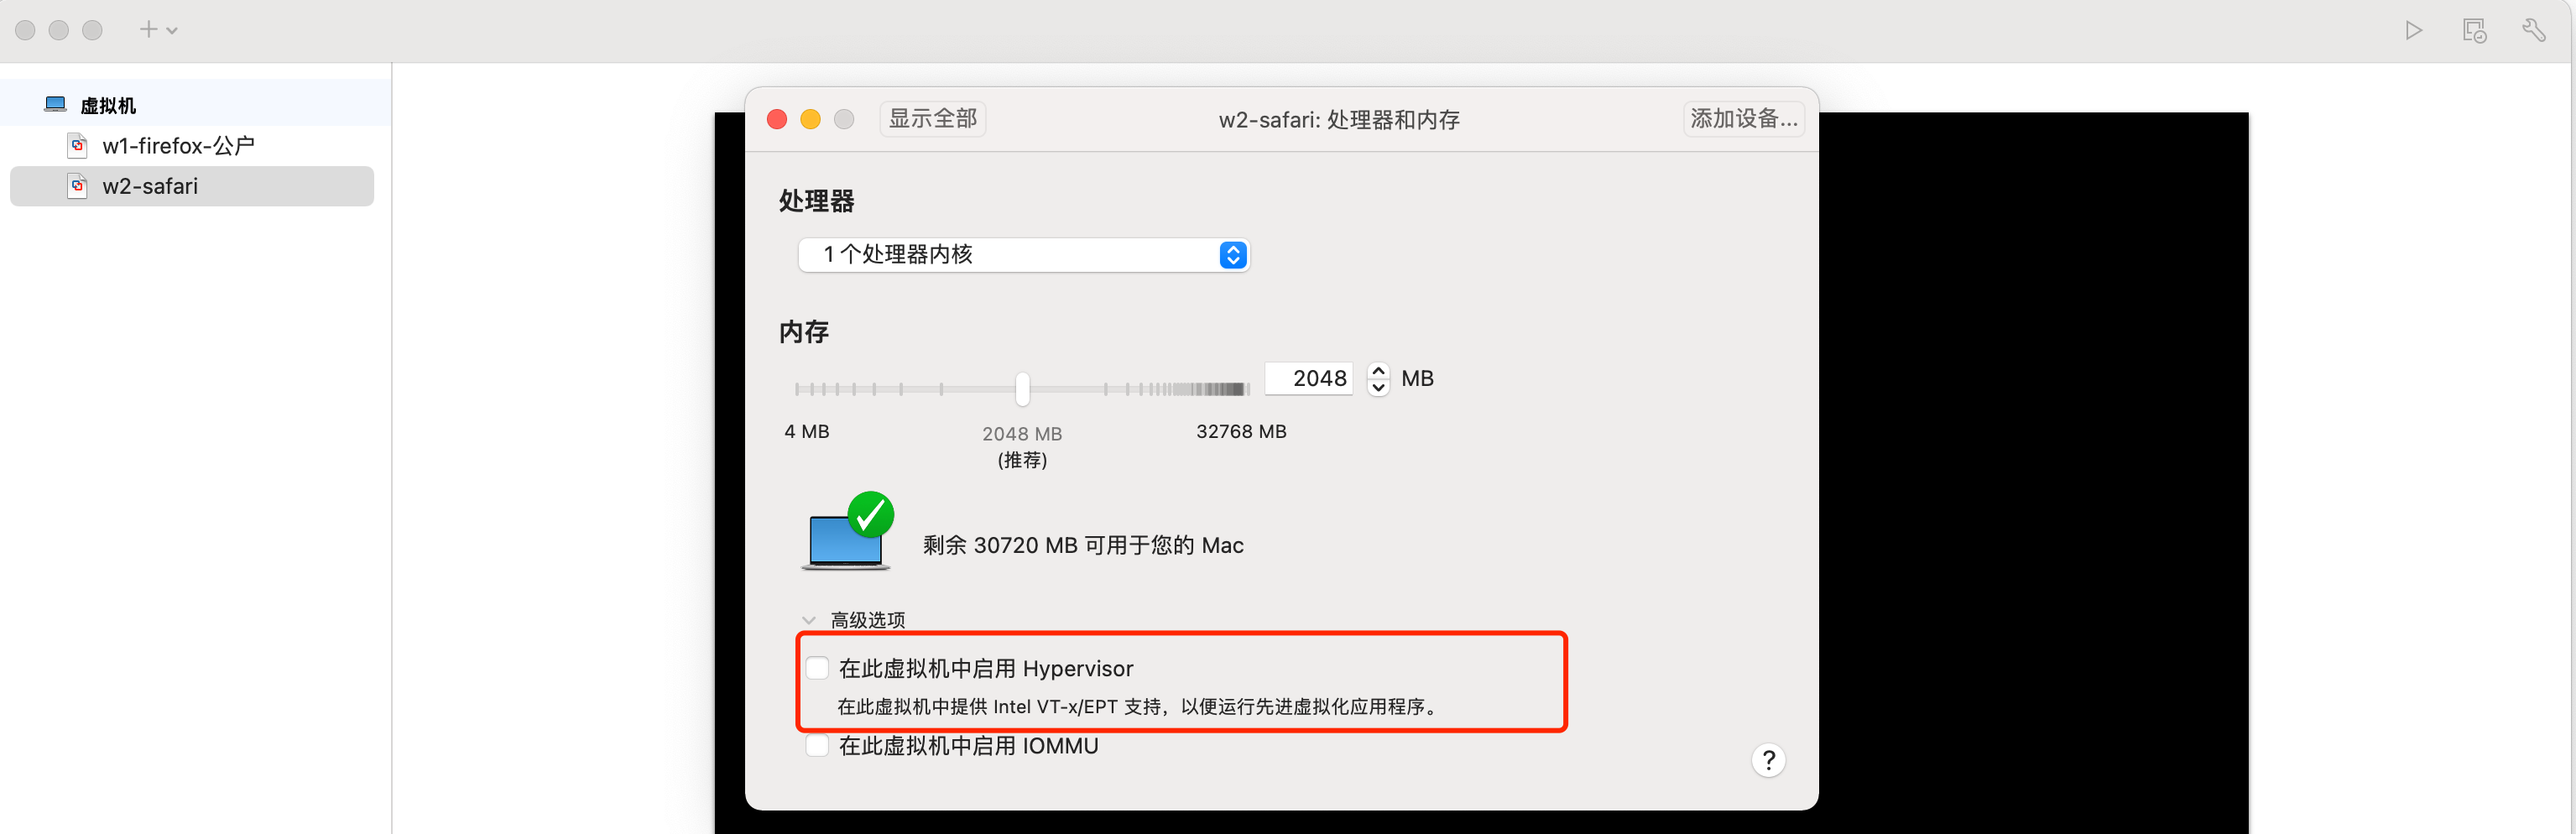 虚拟机
w1-firefox-公户
w2-safari
显示全部
w2-safari: 处理器和内存
添加设备...
处理器
1 个处理器内核
内存
2048
MB
4 MB
2048 MB
(推荐)
32768 MB
剩余 30720 MB 可用于您的 Mac
高级选项
在此虚拟机中启用 Hypervisor
在此虚拟机中提供 Intel VT-x/EPT 支持，以便运行先进虚拟化应用程序。
在此虚拟机中启用 IOMMU
?